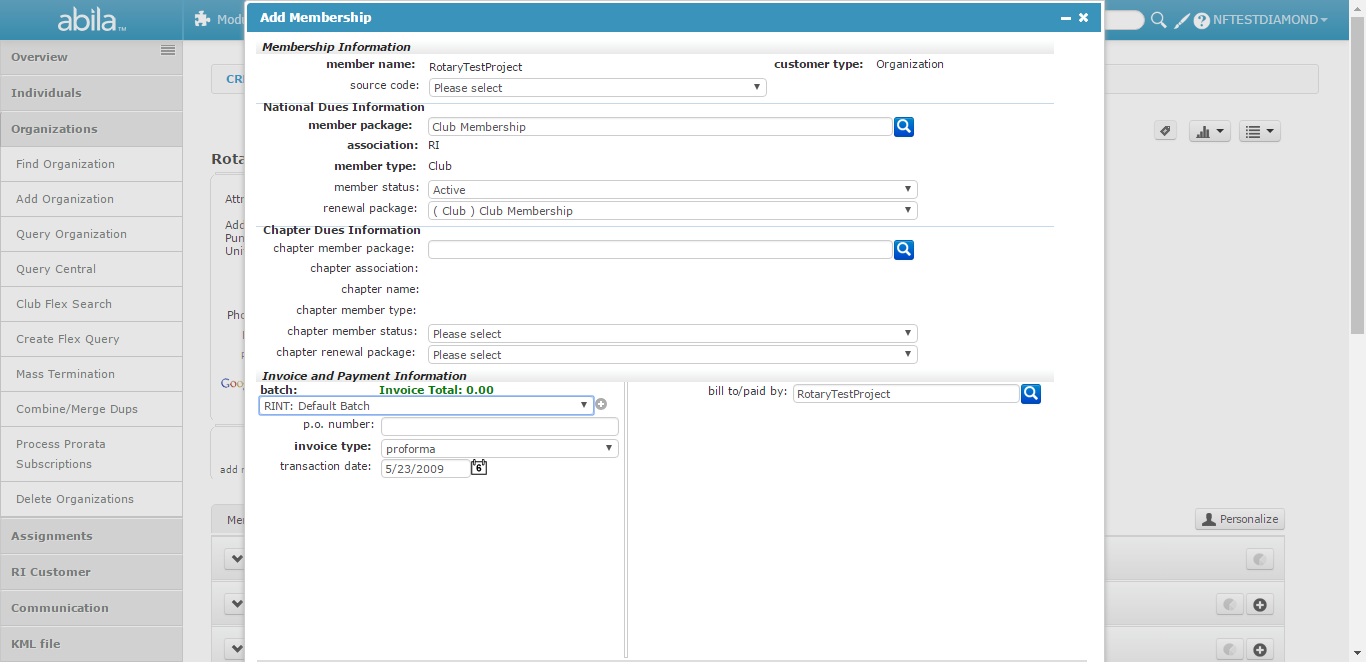 abila™
Modu
NFTESTDIAMOND
Add Membership
Overview
Individuals
Organizations
Find Organization
Add Organization
Query Organization
Query Central
Club Flex Search
Create Flex Query
Mass Termination
Combine/Merge Dups
Process Prorata
Subscriptions
Delete Organizations
Assignments
RI Customer
Communication
KML file
CRE
Rota
Attr
Add
Pun
Unit
Pho
Goo
add r
Me
Personalize
Membership Information
member name: RotaryTestProject
customer type: Organization
source code: Please select
National Dues Information
member package: Club Membership
association: RI
member type: Club
member status: Active
renewal package: ( Club ) Club Membership
Chapter Dues Information
chapter member package:
chapter association:
chapter name:
chapter member type:
chapter member status: Please select
chapter renewal package: Please select
Invoice and Payment Information
batch: Invoice Total: 0.00
RINT: Default Batch
p.o. number:
invoice type: proforma
transaction date: 5/23/2009
6
bill to/paid by: RotaryTestProject